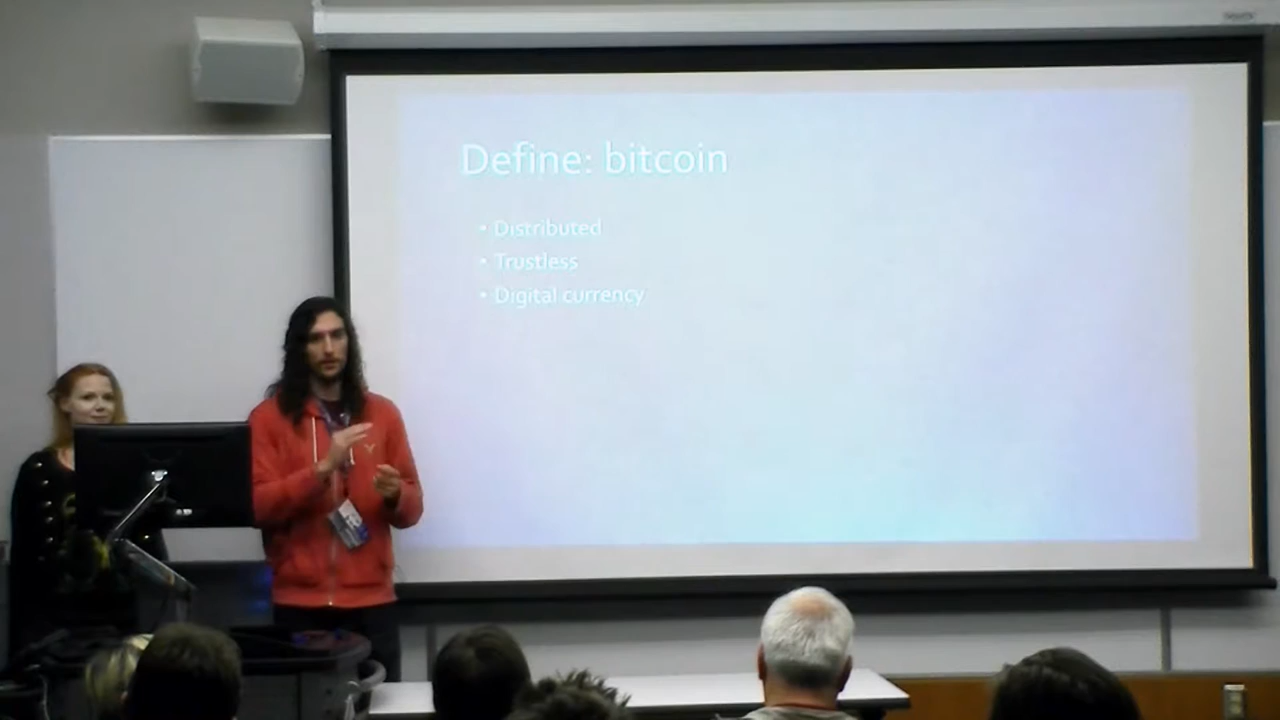 Define: bitcoin
• Distributed
• Trustless
• Digital currency